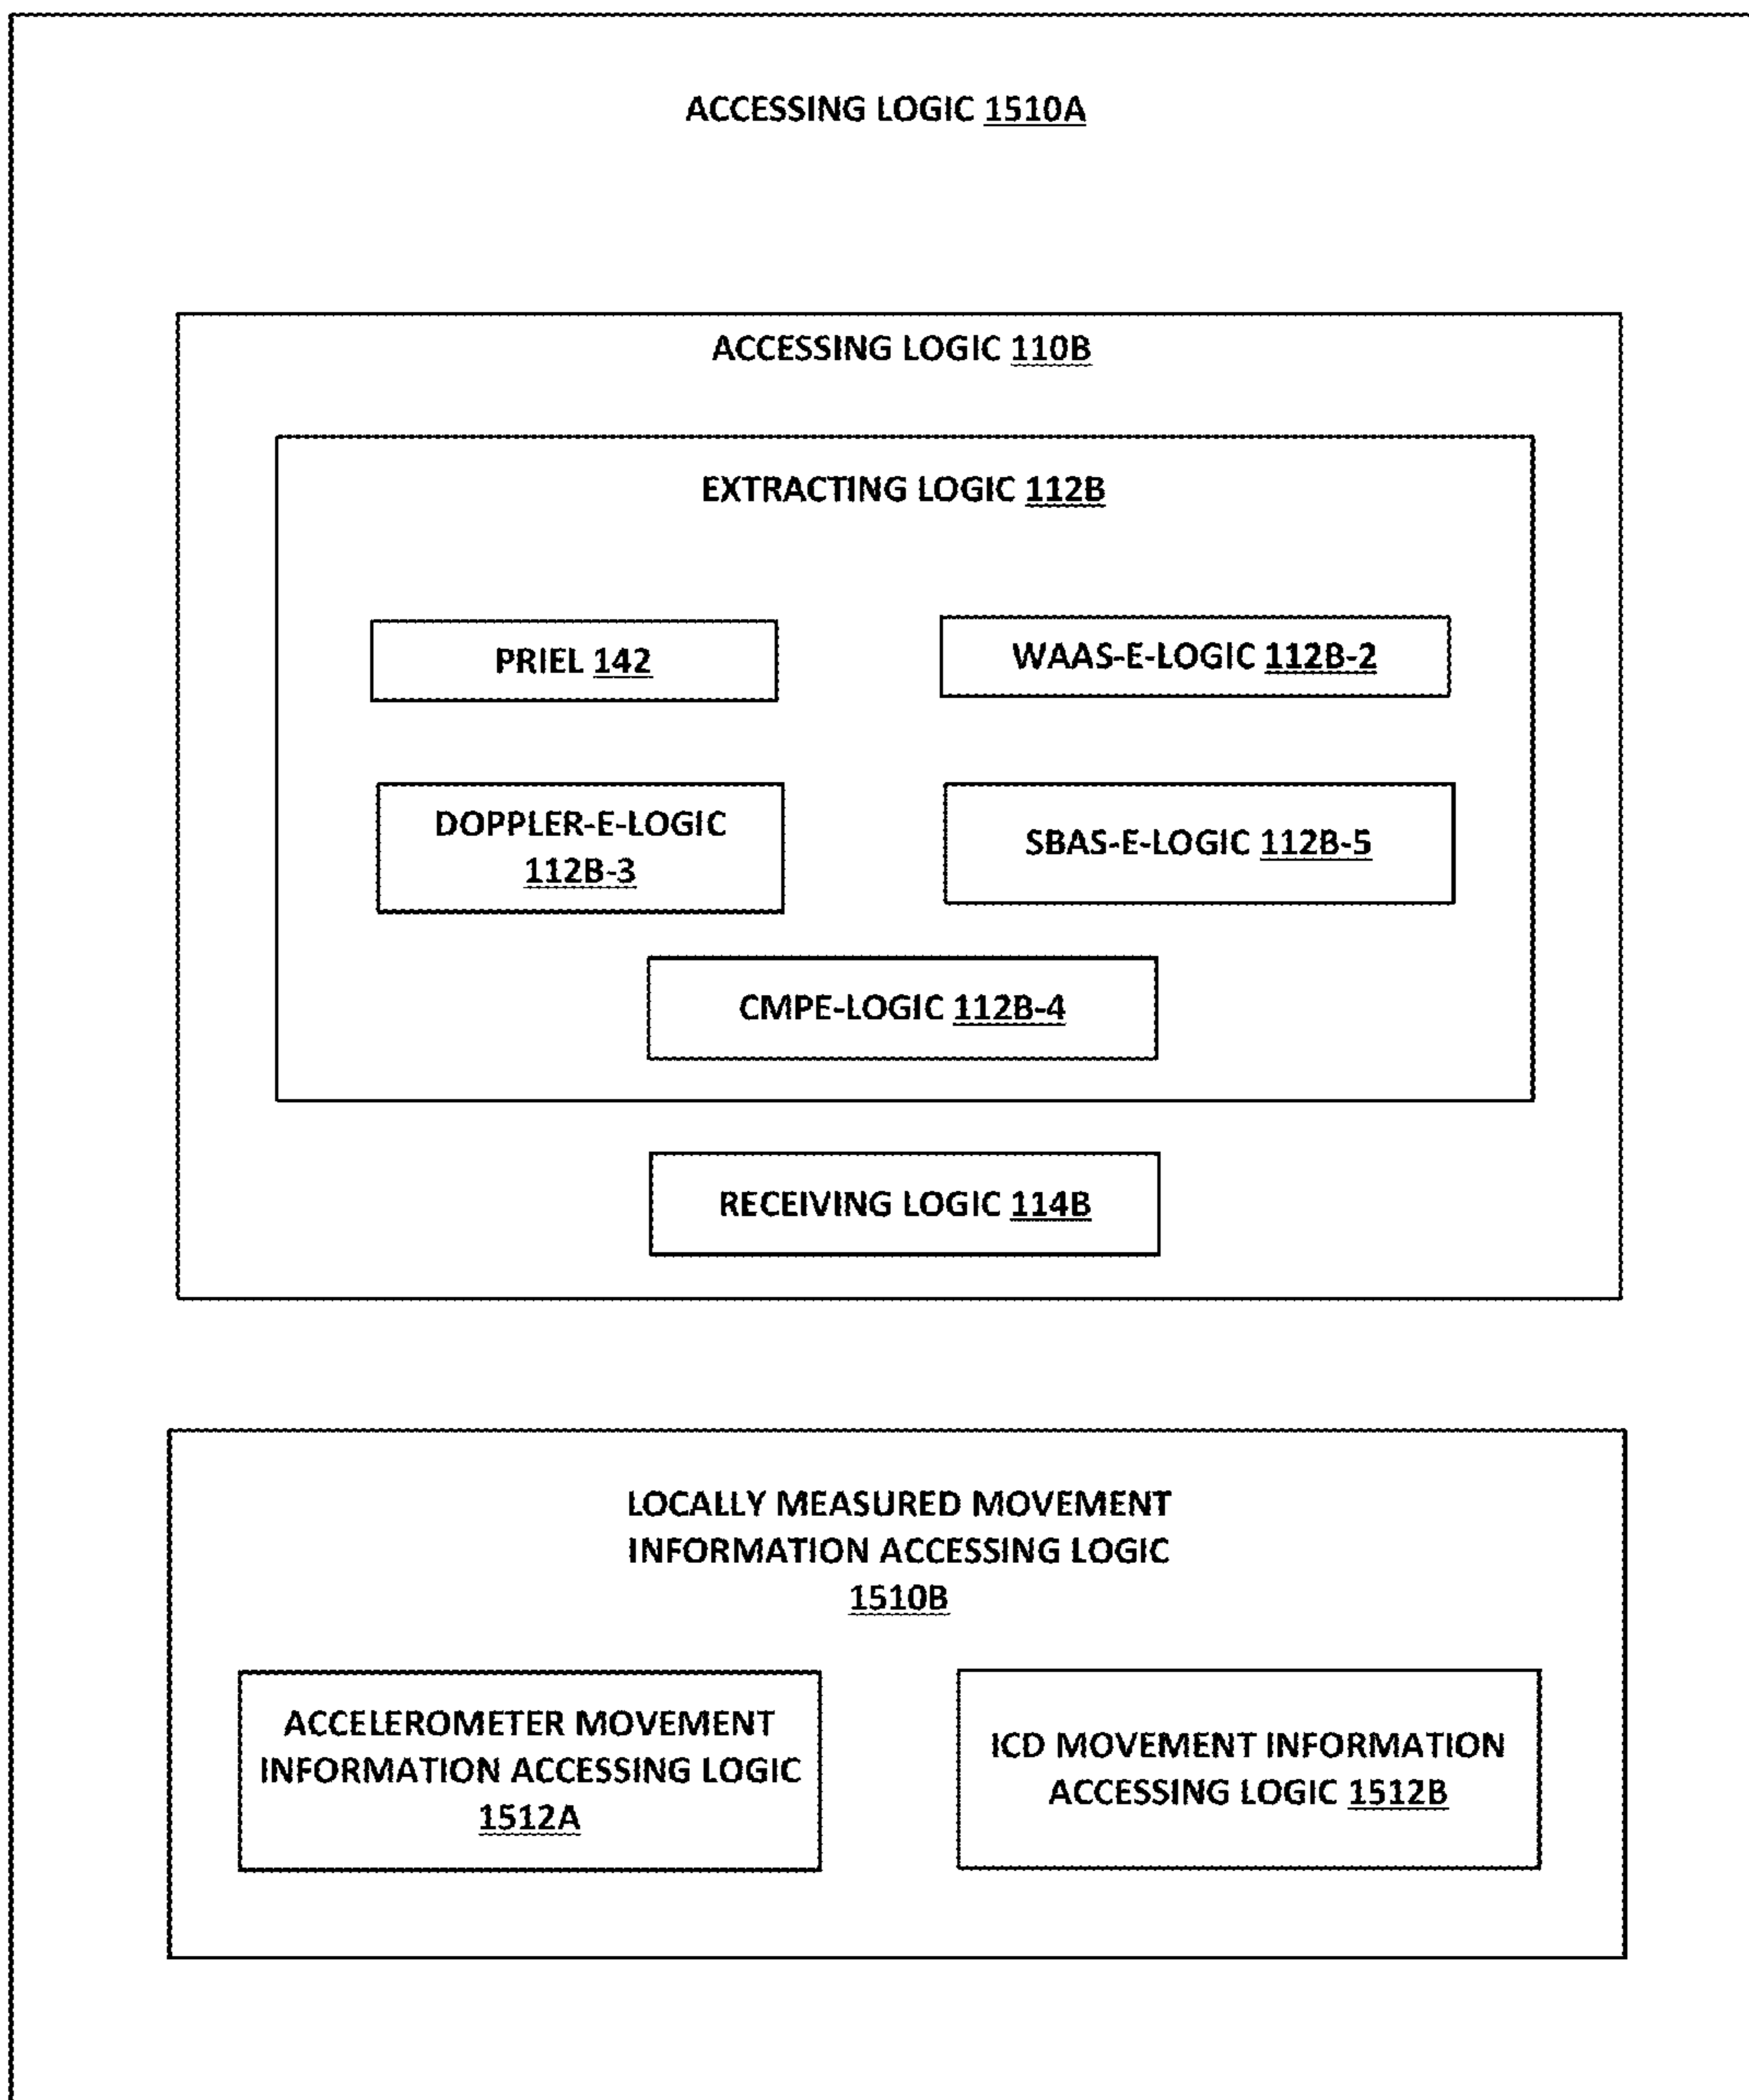 ACCESSING LOGIC 1510A
ACCESSING LOGIC 110B
EXTRACTING LOGIC 112B
PRIEL 142
WAAS-E-LOGIC 112B-2
DOPPLER-E-LOGIC
112B-3
SBAS-E-LOGIC 112B-5
CMPE-LOGIC 112B-4
RECEIVING LOGIC 114B
LOCALLY MEASURED MOVEMENT
INFORMATION ACCESSING LOGIC
1510B
ACCELEROMETER MOVEMENT
INFORMATION ACCESSING LOGIC
1512A
ICD MOVEMENT INFORMATION
ACCESSING LOGIC 1512B